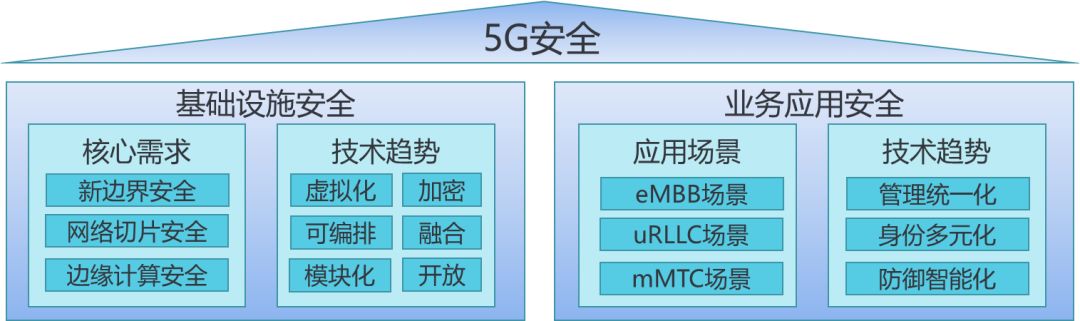 5G安全
基础设施安全
核心需求
新边界安全
网络切片安全
边缘计算安全
技术趋势
虚拟化
加密
可编排
融合
模块化
开放
业务应用安全
应用场景
eMBB场景
uRLLC场景
mMTC场景
技术趋势
管理统一化
身份多元化
防御智能化